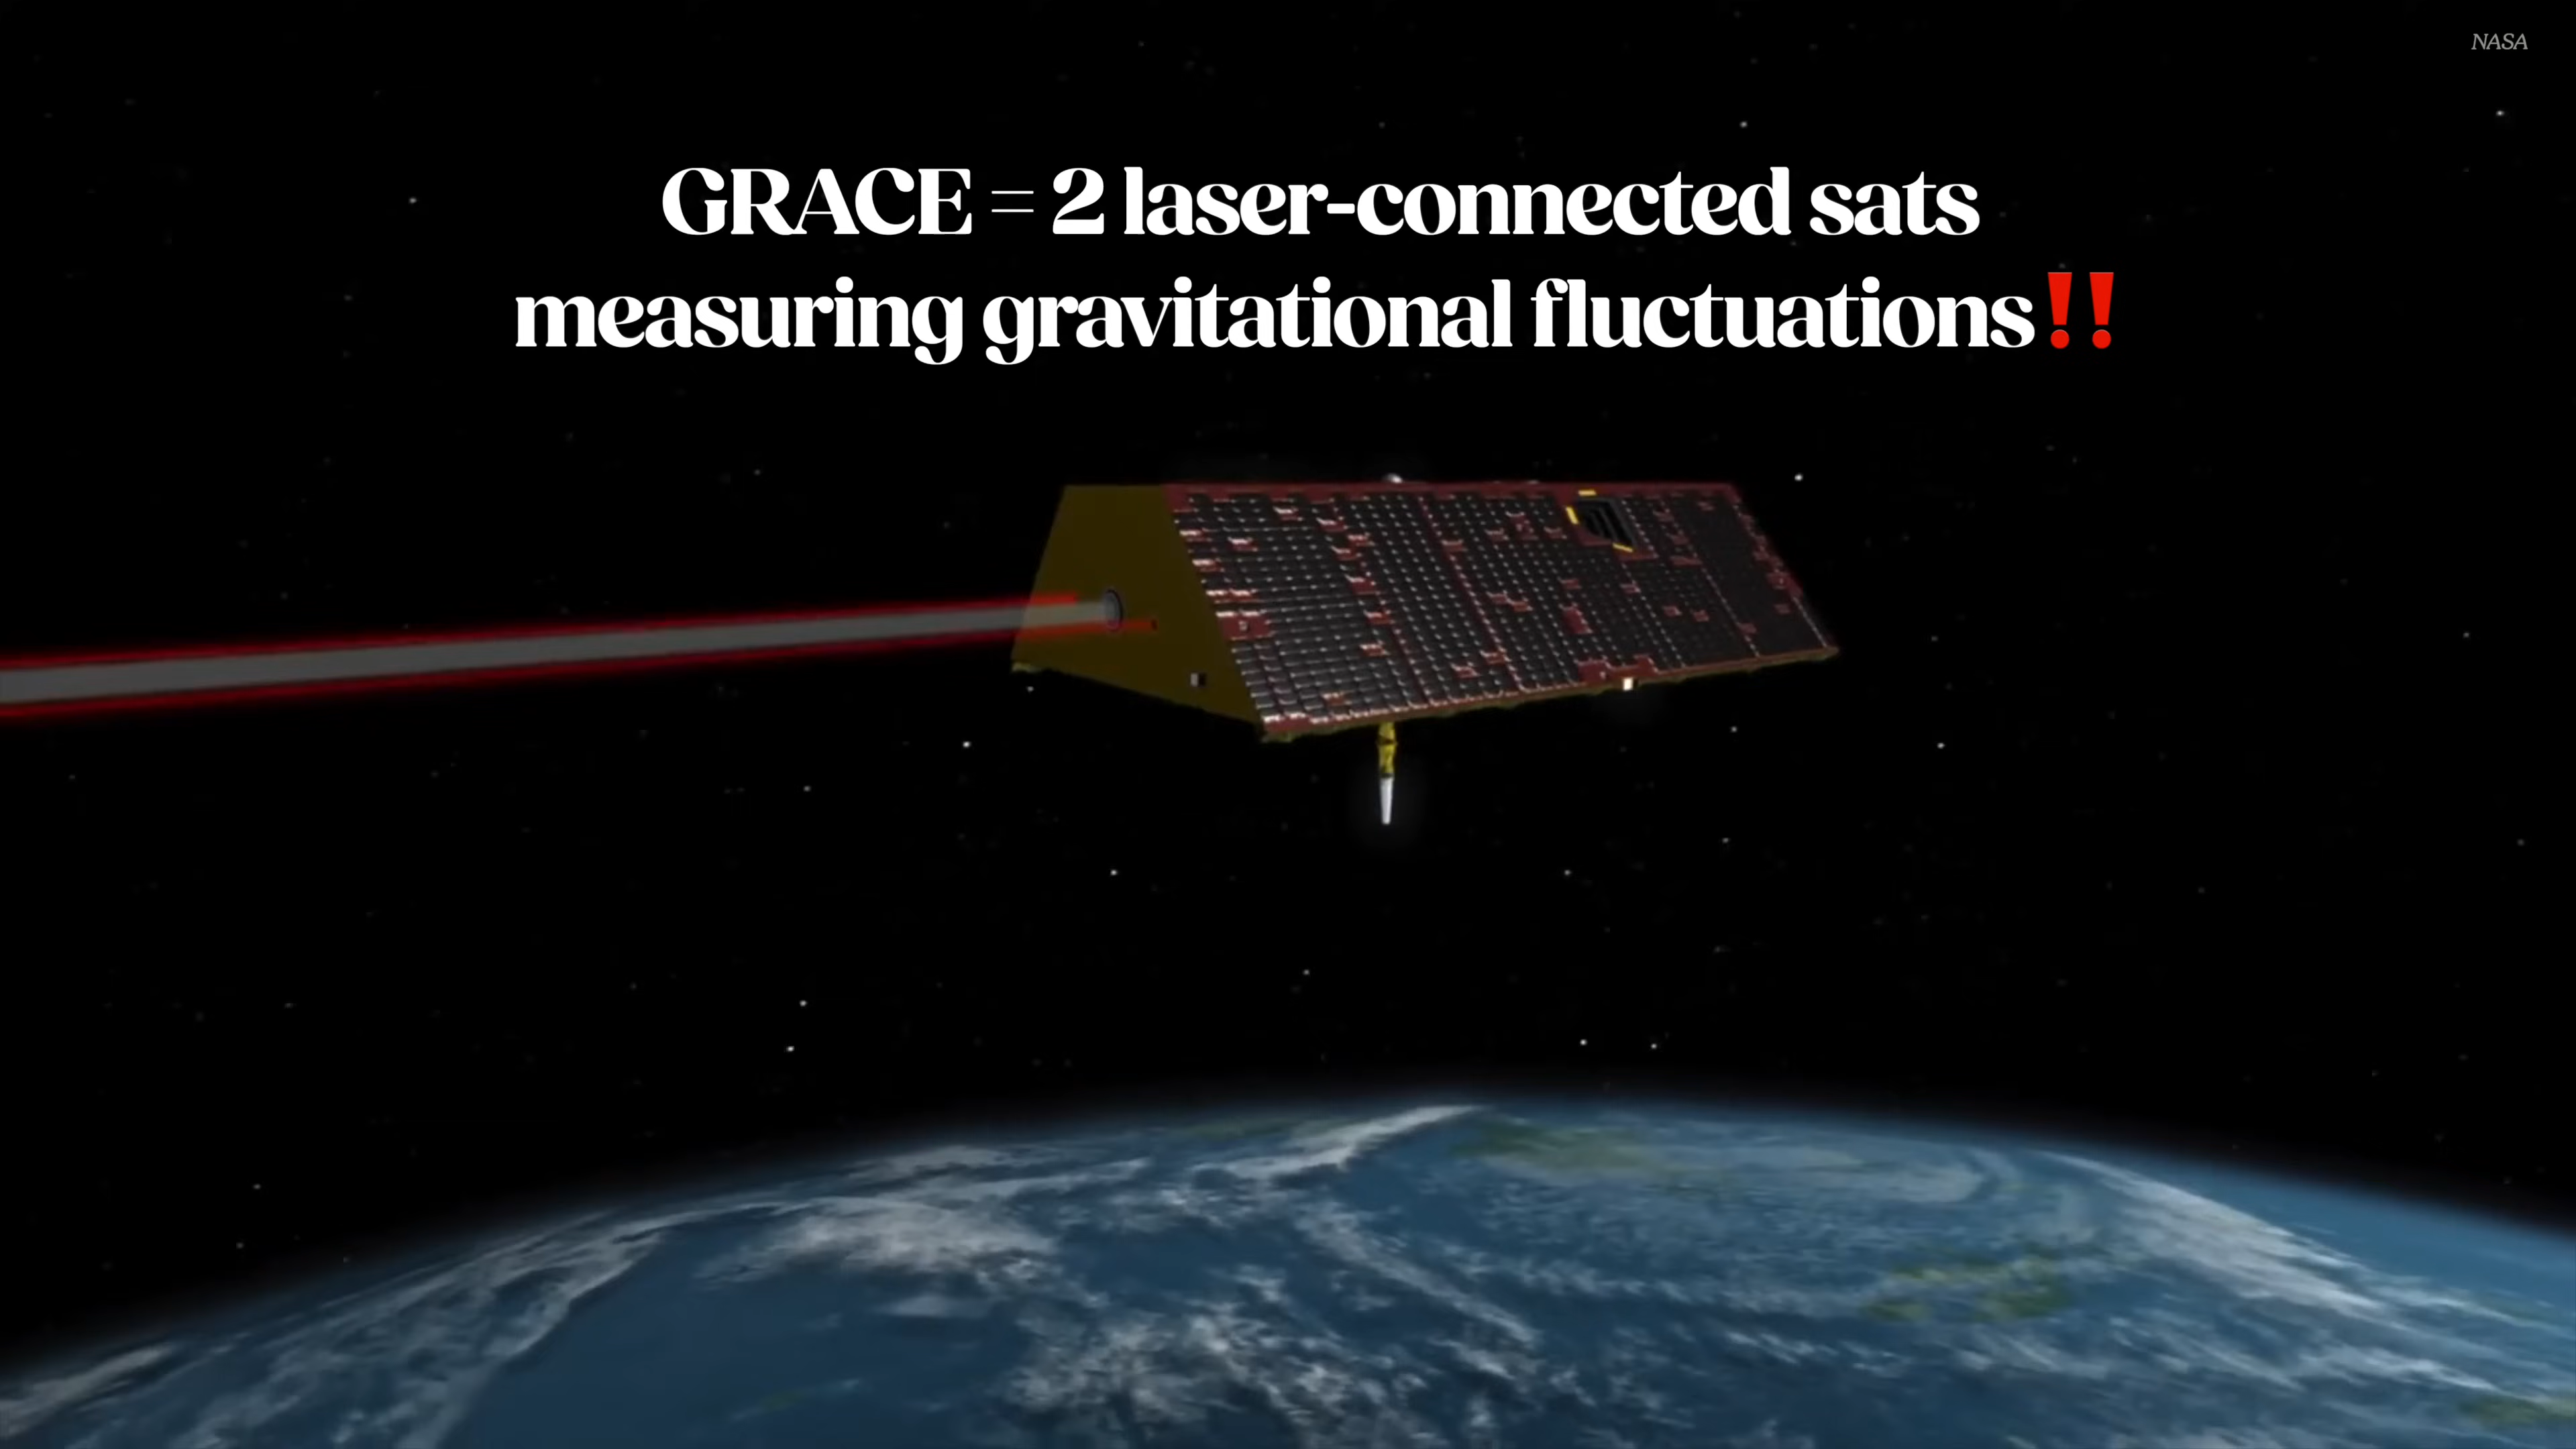 NASA
GRACE = 2 laser-connected sats
measuring gravitational fluctuations‼️